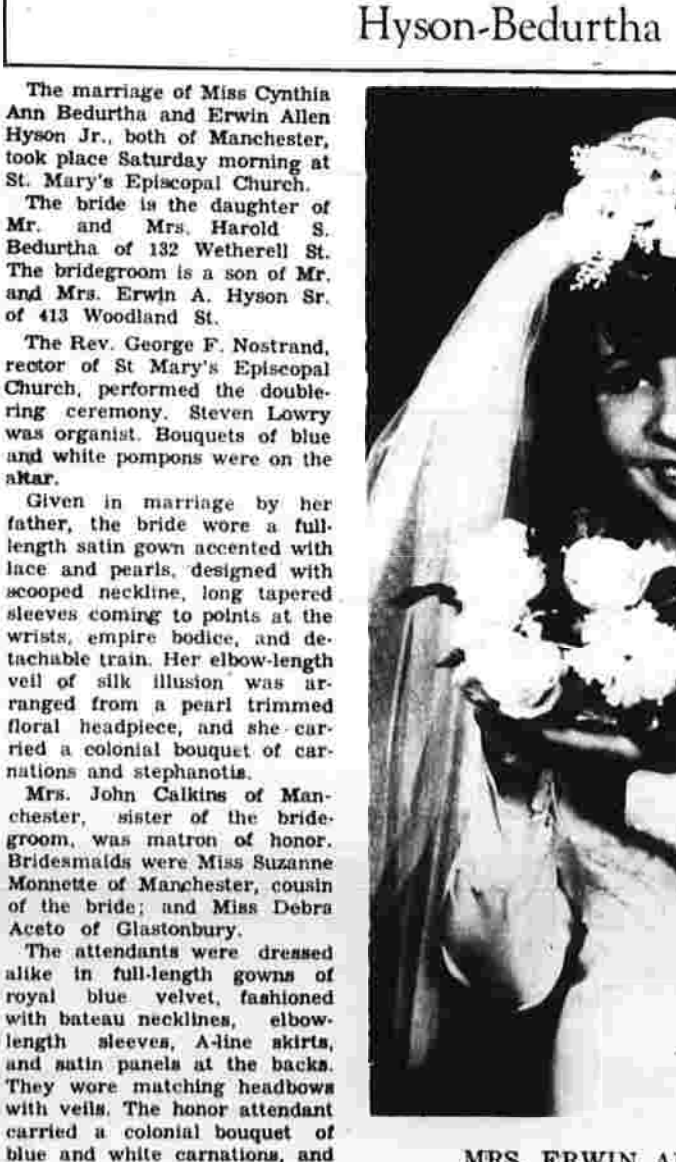 Hyson-Bedurtha
The marriage of Miss Cynthia
Ann Bedurtha and Erwin Allen
Hyson Jr., both of Manchester,
took place Saturday morning at
St. Mary's Episcopal Church.
The bride is the daughter of
Mr. and Mrs. Harold S.
Bedurtha of 132 Wetherell St.
The bridegroom is a son of Mr.
and Mrs. Erwin A. Hyson Sr.
of 413 Woodland St.
The Rev. George F. Nostrand,
rector of St Mary's Episcopal
Church, performed the double-
ring ceremony. Steven Lowry
was organist. Bouquets of blue
and white pompons were on the
altar.
Given in marriage by her
father, the bride wore a full-
length satin gown accented with
lace and pearls, designed with
scooped neckline, long tapered
sleeves coming to points at the
wrists, empire bodice, and de-
tachable train. Her elbow-length
veil of silk illusion was ar-
ranged from a pearl trimmed
floral headpiece, and she car-
ried a colonial bouquet of car-
nations and stephanotis.
Mrs. John Calkins of Man-
chester, sister of the bride-
groom, was matron of honor.
Bridesmaids were Miss Suzanne
Monnette of Manchester, cousin
of the bride; and Miss Debra
Aceto of Glastonbury.
The attendants were dressed
alike in full-length gowns of
royal blue velvet, fashioned
with bateau necklines, elbow-
length sleeves, A-line skirts,
and satin panels at the backs.
They wore matching headbows
with veils. The honor attendant
carried a colonial bouquet of
blue and white carnations, and
MRS. ERWIN